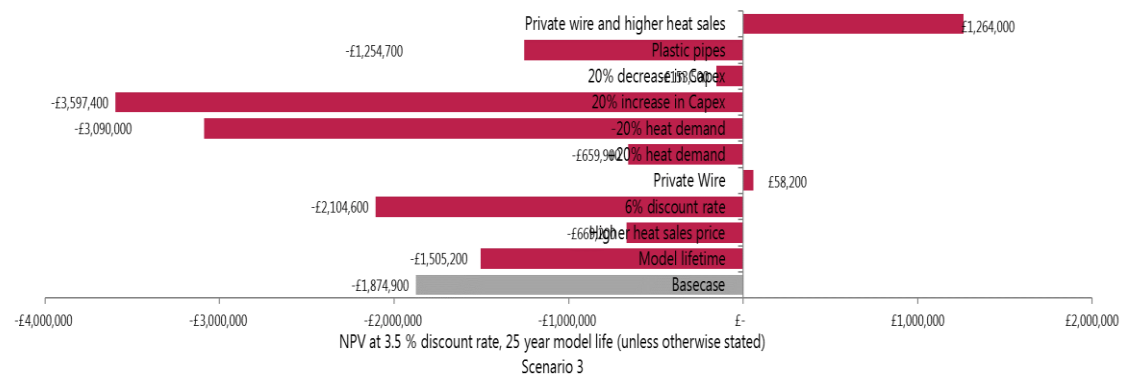 Private wire and higher heat sales
£1,264,000
-£1,254,700
Plastic pipes
20% decrease in Capex
-£3,597,400
20% increase in Capex
-£3,090,000
-20% heat demand
-£659,900
+20% heat demand
Private Wire
£58,200
-£2,104,600
6% discount rate
Higher heat sales price
-£1,505,200
Model lifetime
-£1,874,900
Basecase
-£4,000,000 -£3,000,000 -£2,000,000 -£1,000,000 £- £1,000,000 £2,000,000
NPV at 3.5 % discount rate, 25 year model life (unless otherwise stated)
Scenario 3